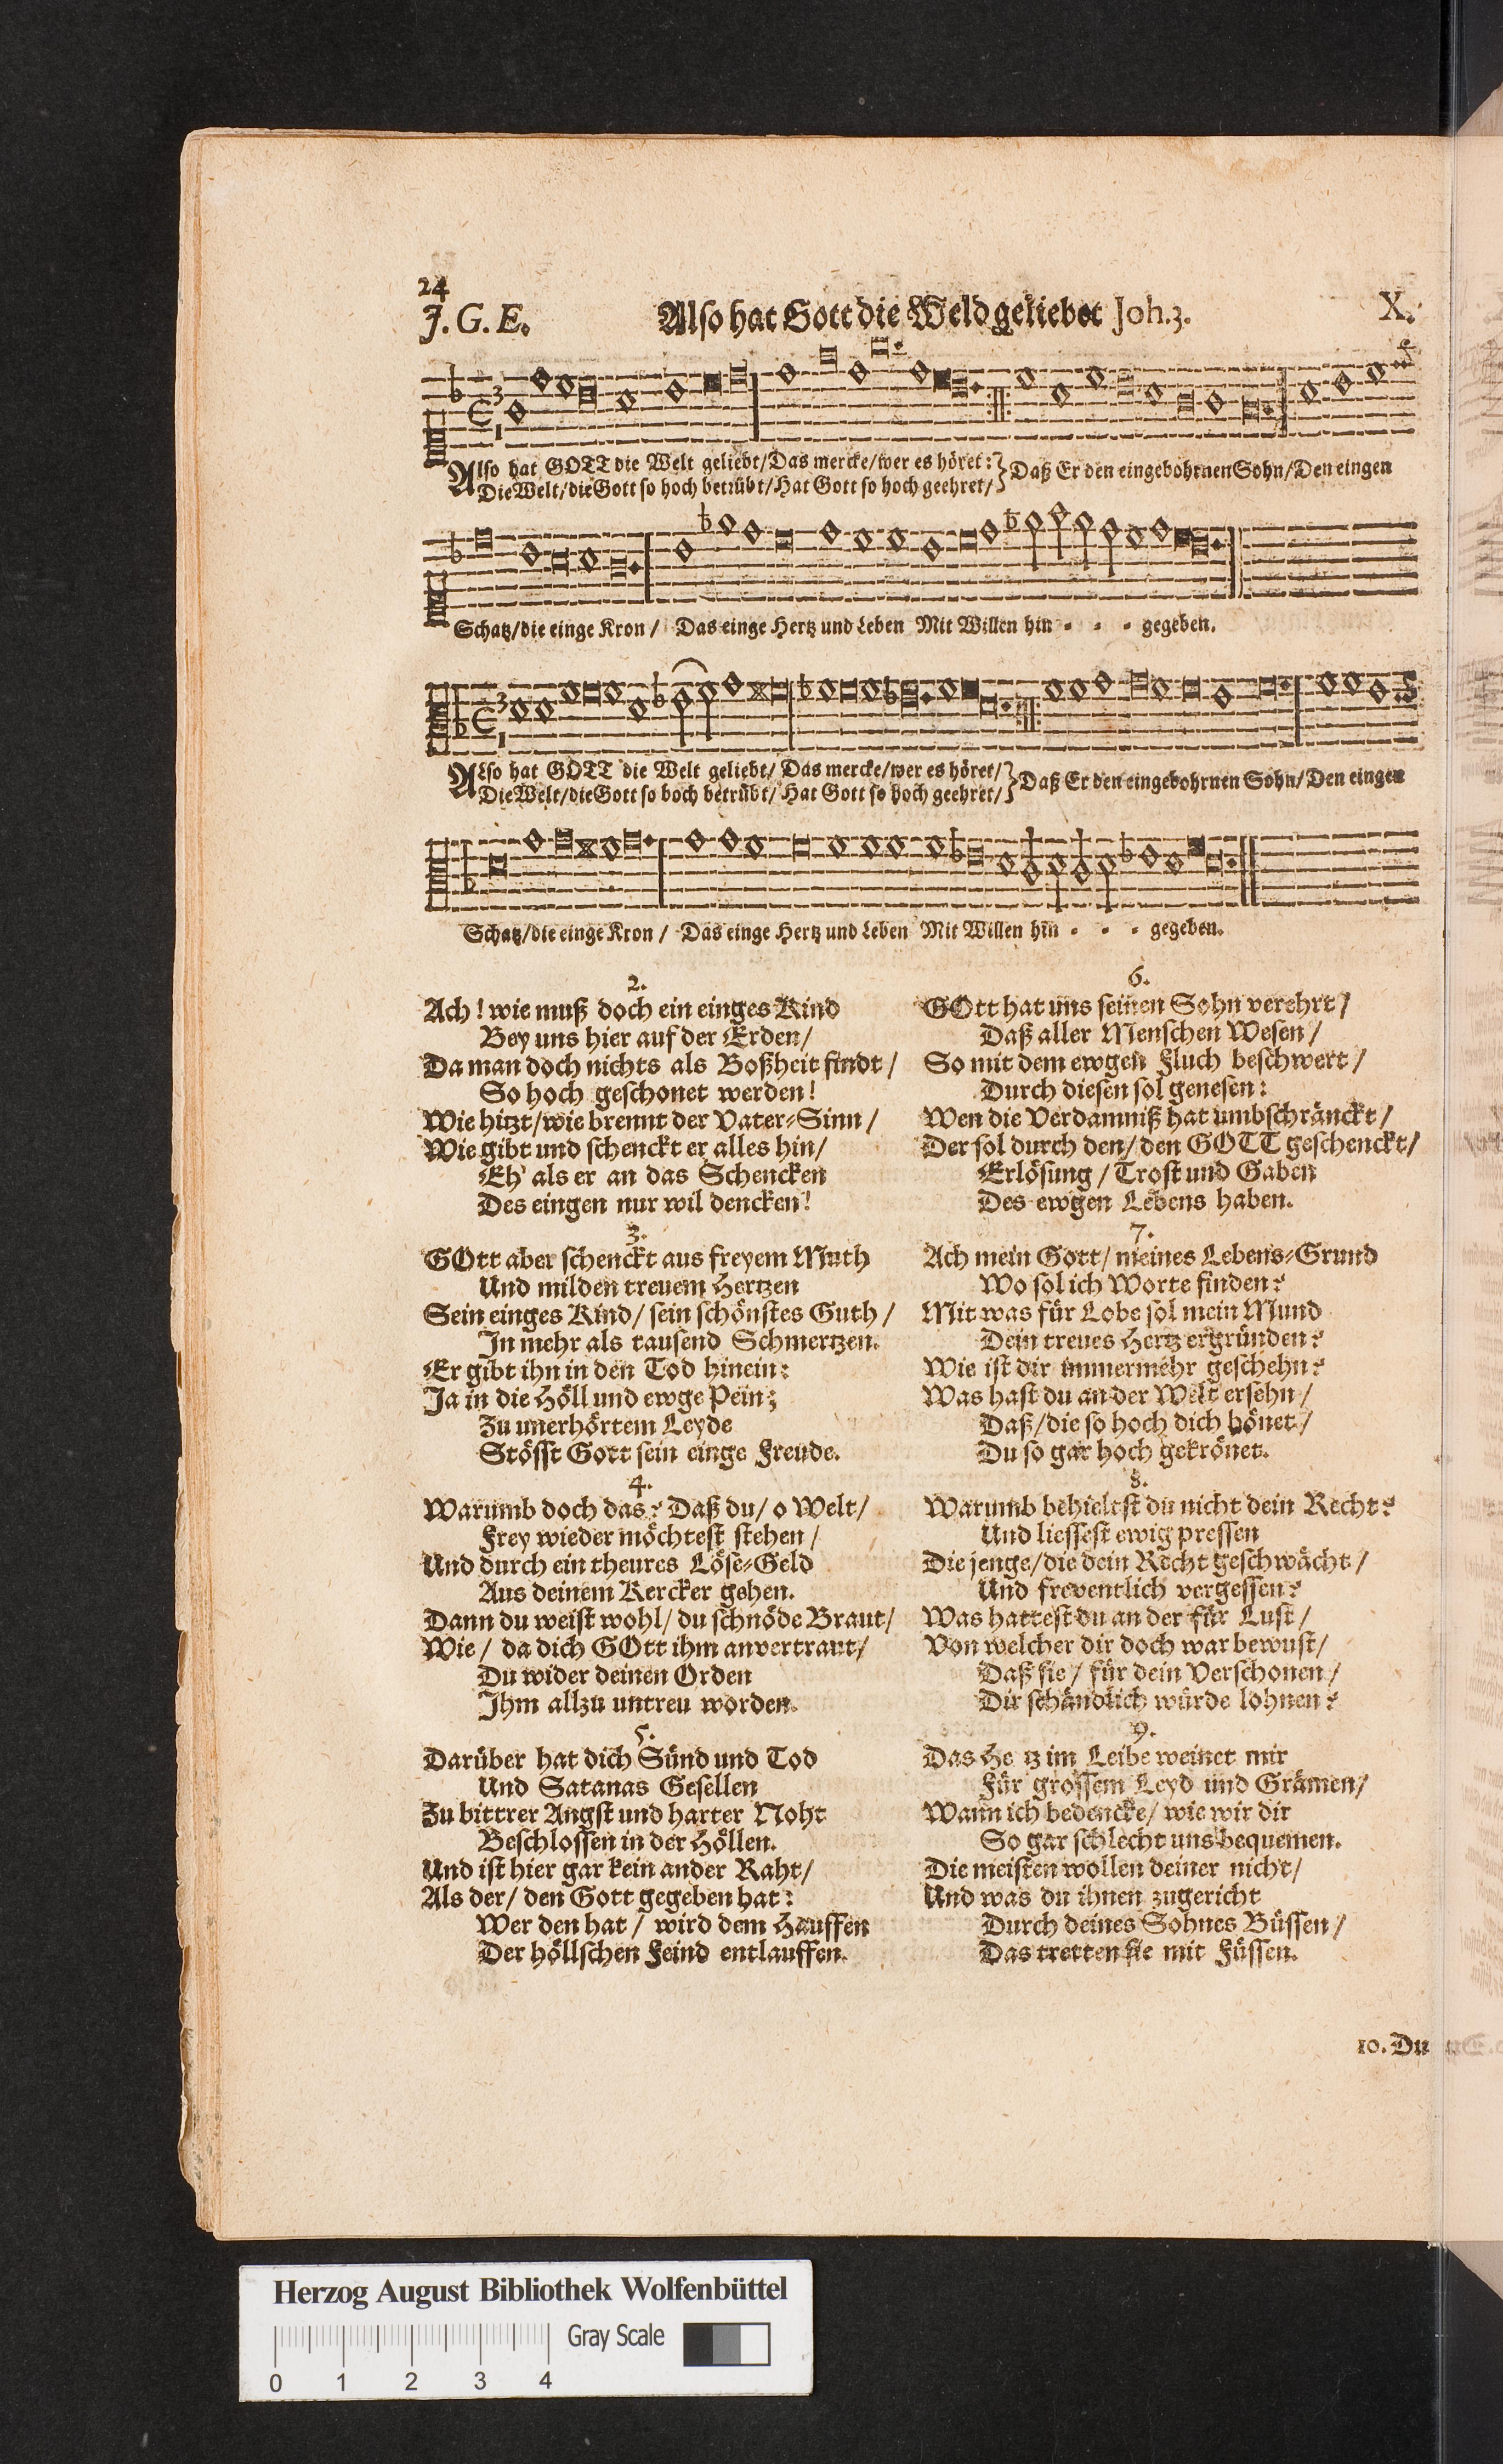 24
J. G. E.
Also hat Gott die Weld geliebet Joh.3.
X.
Also hat GOTT die Welt geliebt/Das mercke/wer es höret:
Die Welt/die Gott so hoch betrübt/Hat Gott so hoch geehret/
Daß Er den eingebohrnen Sohn/Den eingen
Schatz/die einge Kron / Das einge Hertz und Leben Mit Willen hin - - - gegeben.
Also hat GOTT die Welt geliebt/ Das mercke/wer es höret/
Die Welt/die Gott so hoch betrübt/ Hat Gott so hoch geehret/
Daß Er den eingebohrnen Sohn/Den eingen
Schatz/die einge Kron / Das einge Hertz und Leben Mit Willen hin - - - gegeben.
2.
Ach! wie muß doch ein einges Kind
Bey uns hier auf der Erden/
Da man doch nichts als Boßheit findt/
So hoch geschonet werden!
Wie hitzt/wie brennt der Vater-Sinn/
Wie gibt und schenckt er alles hin/
Eh' als er an das Schencken
Des eingen nur wil dencken!
3.
GOtt aber schenckt aus freyem Muth
Und milden treuem Hertzen
Sein einges Kind/ sein schönstes Guth/
In mehr als tausend Schmertzen.
Er gibt ihn in den Tod hinein:
Ja in die Höll und ewge Pein;
Zu unerhörtem Leyde
Stösst Gott sein einge Freude.
4.
Warumb doch das? Daß du/ o Welt/
Frey wieder möchtest stehen/
Und durch ein theures Löse-Geld
Aus deinem Kercker gehen.
Dann du weist wohl/ du schnöde Braut/
Wie/ da dich GOtt ihm anvertraut/
Du wider deinen Orden
Ihm allzu untreu worden.
5.
Darüber hat dich Sünd und Tod
Und Satanas Gesellen
Zu bittrer Angst und harter Noht
Beschlossen in der Höllen.
Und ist hier gar kein ander Raht/
Als der/ den Gott gegeben hat:
Wer den hat/ wird dem Hauffen
Der höllschen Feind entlauffen.
6.
GOtt hat uns seinen Sohn verehrt/
Daß aller Menschen Wesen/
So mit dem ewgen Fluch beschwert/
Durch diesen sol genesen:
Wen die Verdamniß hat umbschränckt/
Der sol durch den/ den GOTT geschenckt/
Erlösung/ Trost und Gaben
Des ewgen Lebens haben.
7.
Ach mein Gott/ meines Lebens-Grund
Wo sol ich Worte finden?
Mit was für Lobe sol mein Mund
Dein treues Hertz ergründen?
Wie ist dir immermehr geschehn?
Was hast du an der Welt ersehn/
Daß/die so hoch dich hönet/
Du so gar hoch gekrönet.
8.
Warumb behieltst du nicht dein Recht?
Und liessest ewig pressen
Die jenge/die dein Recht geschwächt/
Und freventlich vergessen?
Was hattest du an der für Lust/
Von welcher dir doch war bewust/
Daß sie/ für dein Verschonen/
Dir schändlich würde lohnen?
9.
Das He tz im Leibe weinet mir
Für grossem Leyd und Grämen/
Wann ich bedencke/ wie wir dir
So gar schlecht uns bequemen.
Die meisten wollen deiner nicht/
Und was du ihnen zugericht
Durch deines Sohnes Büssen/
Das tretten sie mit Füssen.
10. Du
Herzog August Bibliothek Wolfenbüttel
Gray Scale
0 1 2 3 4